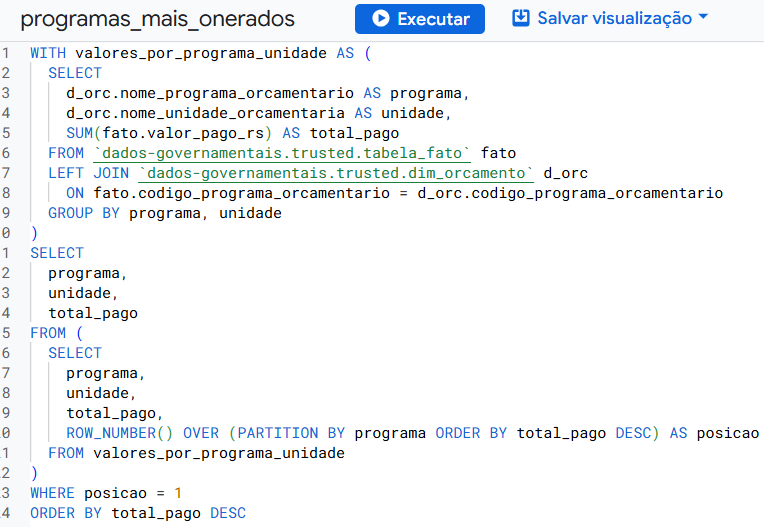 programas_mais_onerados Executar Salvar visualização
1 WITH valores_por_programa_unidade AS (
2 SELECT
3 d_orc.nome_programa_orcamentario AS programa,
4 d_orc.nome_unidade_orcamentaria AS unidade,
5 SUM(fato.valor_pago_rs) AS total_pago
6 FROM `dados-governamentais.trusted.tabela_fato` fato
7 LEFT JOIN `dados-governamentais.trusted.dim_orcamento` d_orc
8 ON fato.codigo_programa_orcamentario = d_orc.codigo_programa_orcamentario
9 GROUP BY programa, unidade
0 )
1 SELECT
2 programa,
3 unidade,
4 total_pago
5 FROM (
6 SELECT
7 programa,
8 unidade,
9 total_pago,
0 ROW_NUMBER() OVER (PARTITION BY programa ORDER BY total_pago DESC) AS posicao
1 FROM valores_por_programa_unidade
2 )
3 WHERE posicao = 1
4 ORDER BY total_pago DESC